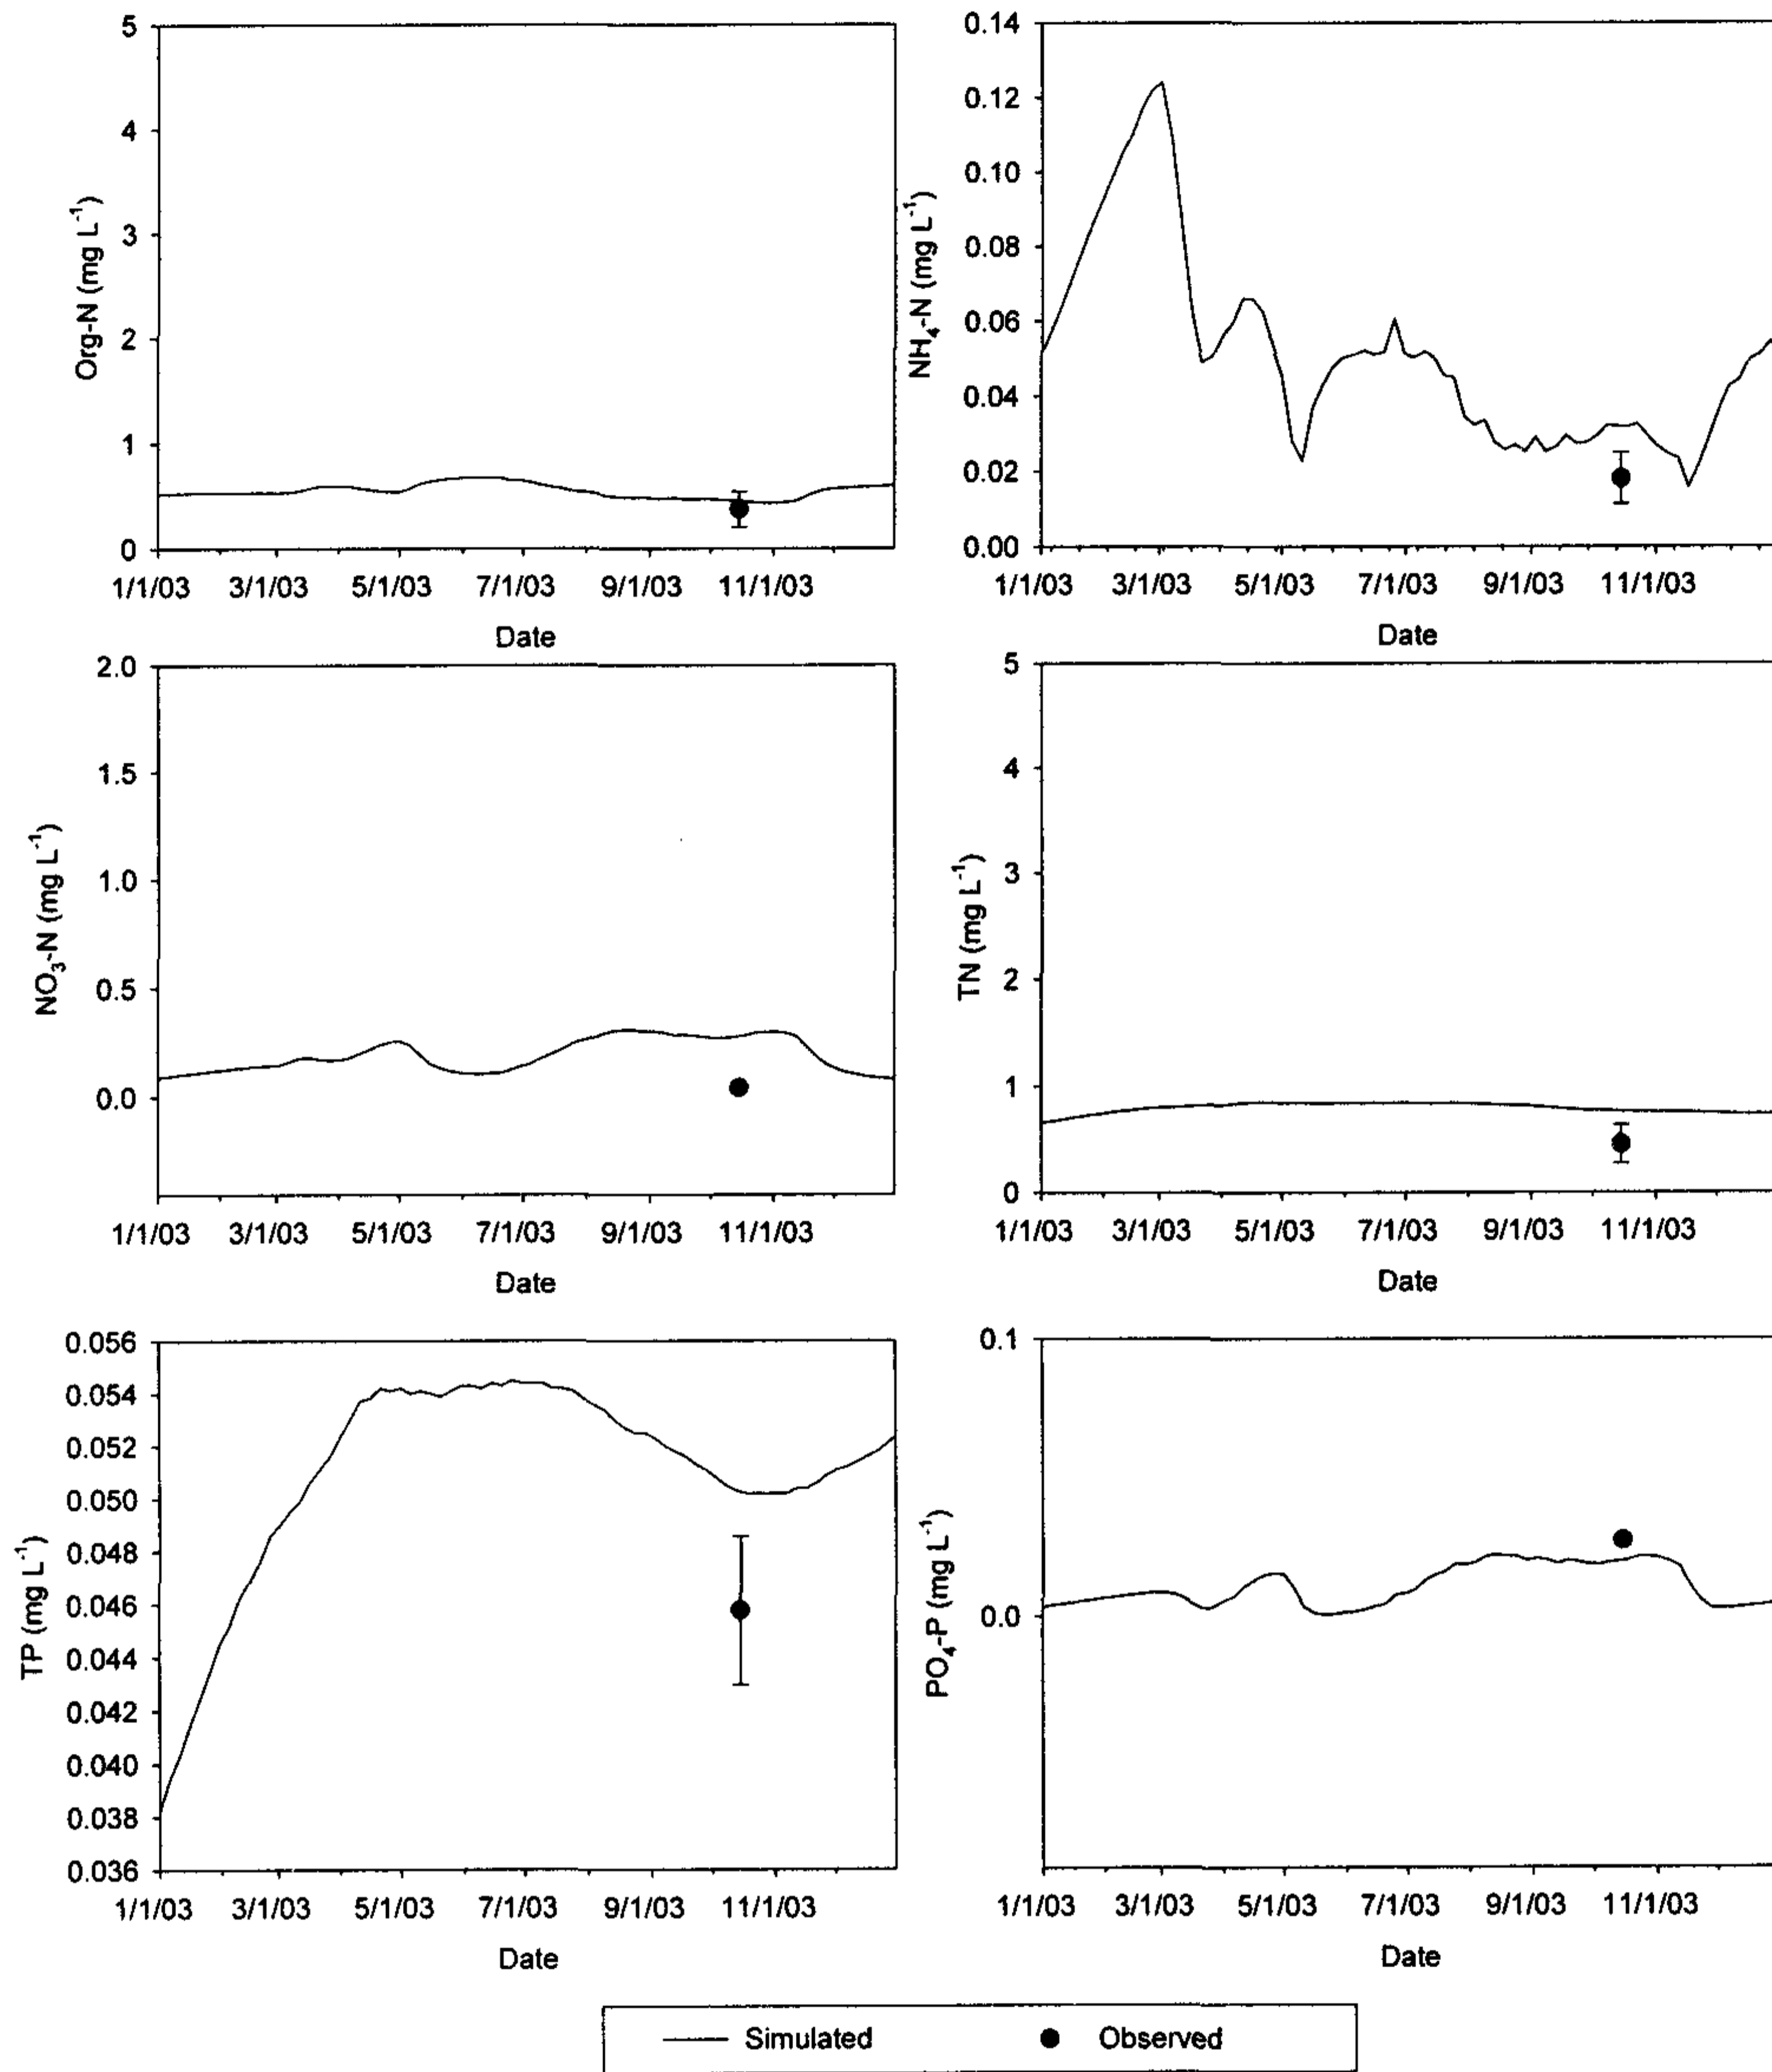 5
4
3
2
1
0
Org-N (mg L-1)
1/1/03 3/1/03 5/1/03 7/1/03 9/1/03 11/1/03
Date
0.14
0.12
0.10
0.08
0.06
0.04
0.02
0.00
NH4-N (mg L-1)
1/1/03 3/1/03 5/1/03 7/1/03 9/1/03 11/1/03
Date
2.0
1.5
1.0
0.5
0.0
NO3-N (mg L-1)
1/1/03 3/1/03 5/1/03 7/1/03 9/1/03 11/1/03
Date
5
4
3
2
1
0
TN (mg L-1)
1/1/03 3/1/03 5/1/03 7/1/03 9/1/03 11/1/03
Date
0.056
0.054
0.052
0.050
0.048
0.046
0.044
0.042
0.040
0.038
0.036
TP (mg L-1)
1/1/03 3/1/03 5/1/03 7/1/03 9/1/03 11/1/03
Date
0.1
0.0
PO4-P (mg L-1)
1/1/03 3/1/03 5/1/03 7/1/03 9/1/03 11/1/03
Date
Simulated Observed